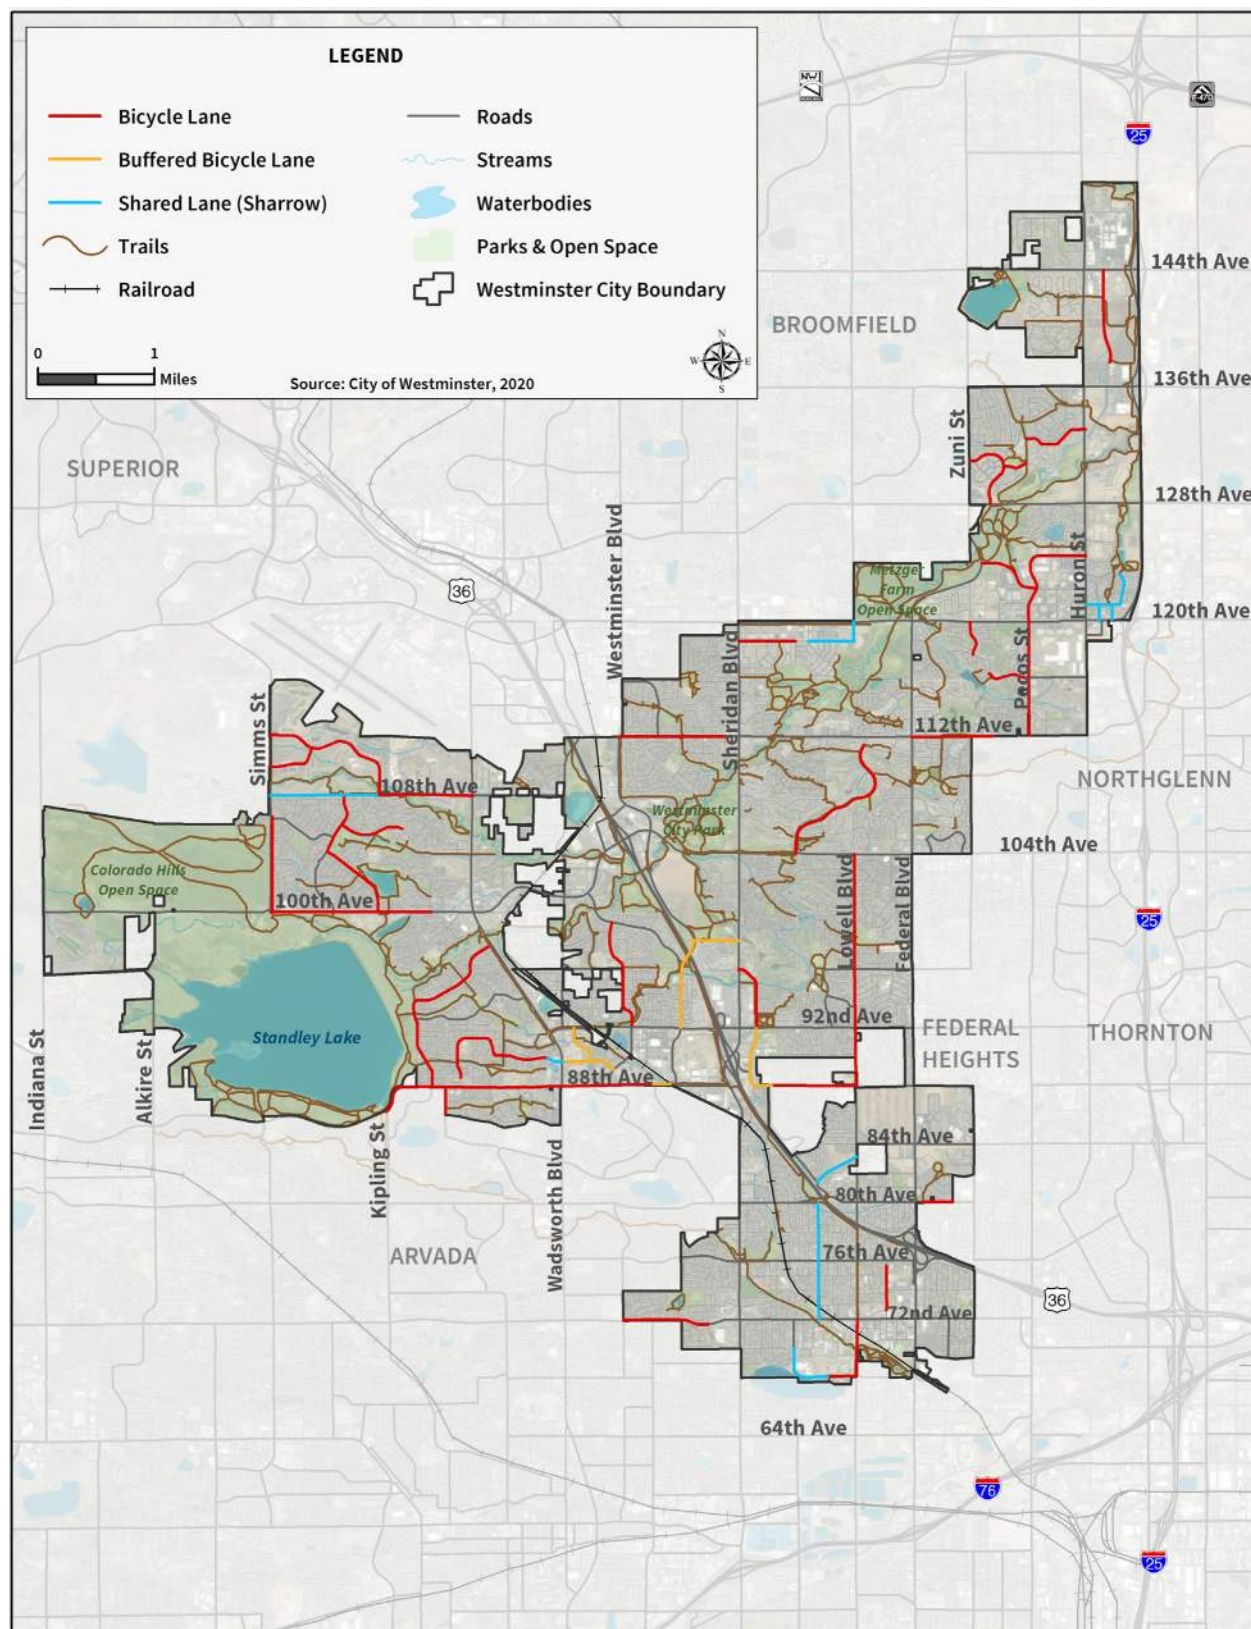 LEGEND
Bicycle Lane
Buffered Bicycle Lane
Shared Lane (Sharrow)
Trails
Railroad
Roads
Streams
Waterbodies
Parks & Open Space
Westminster City Boundary
0 1
Miles
Source: City of Westminster, 2020
N
W E
S
NW
25
144th Ave
BROOMFIELD
136th Ave
Zuni St
SUPERIOR
128th Ave
Westminster Blvd
Huron St
36
Metzger
Farm
Open Space
120th Ave
Sheridan Blvd
Pecos St
Simms St
112th Ave
108th Ave
NORTHGLENN
Westminster
City Park
104th Ave
Colorado Hills
Open Space
100th Ave
Lowell Blvd
Federal Blvd
25
92nd Ave
FEDERAL
HEIGHTS
THORNTON
Standley Lake
Indiana St
Alkire St
88th Ave
Kipling St
84th Ave
Wadsworth Blvd
80th Ave
ARVADA
76th Ave
36
72nd Ave
64th Ave
76
25